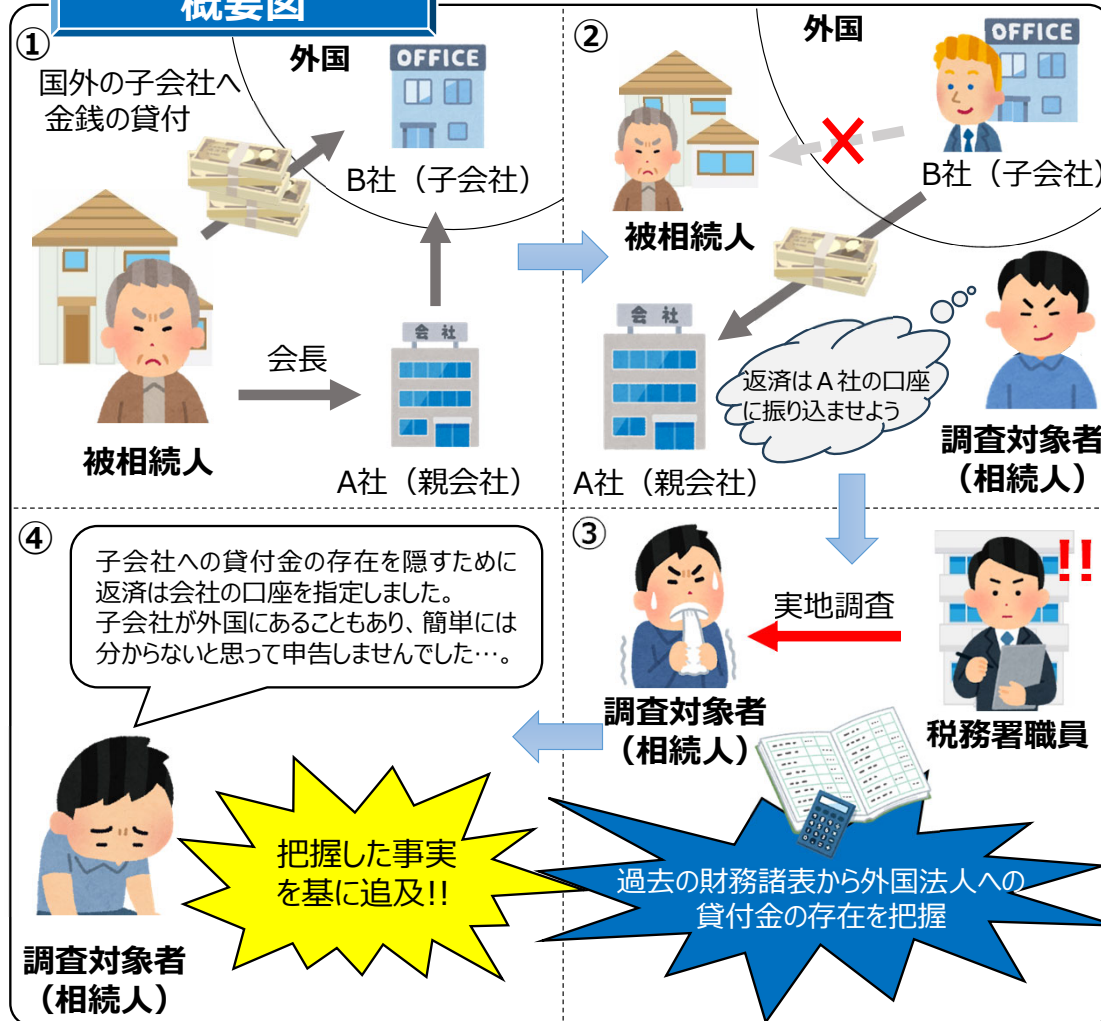 概要図
①
国外の子会社へ
金銭の貸付
外国
OFFICE
B社（子会社）
会長
会社
被相続人
A社（親会社）
②
外国
OFFICE
B社（子会社）
被相続人
会社
返済はＡ社の口座
に振り込ませよう
A社（親会社）
調査対象者
（相続人）
③
実地調査
!!
調査対象者
（相続人）
税務署職員
過去の財務諸表から外国法人への
貸付金の存在を把握
④
子会社への貸付金の存在を隠すために
返済は会社の口座を指定しました。
子会社が外国にあることもあり、簡単には
分からないと思って申告しませんでした…。
把握した事実
を基に追及!!
調査対象者
（相続人）